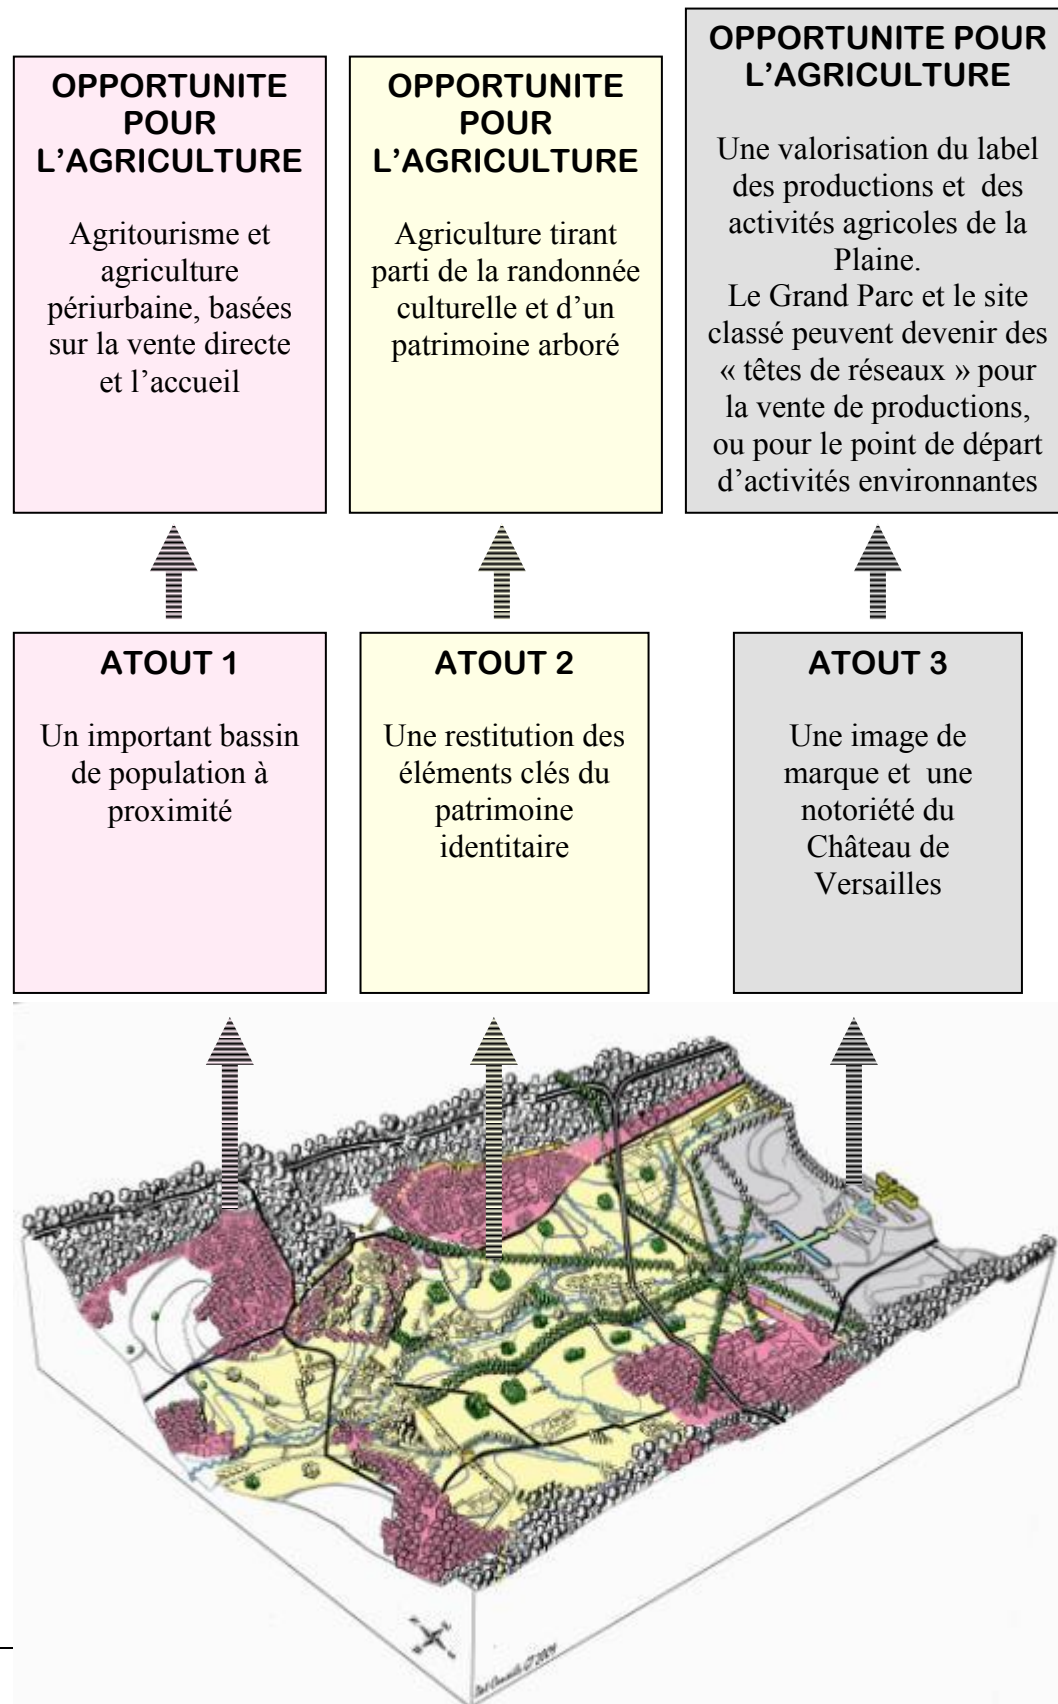 OPPORTUNITE
POUR
L’AGRICULTURE
Agritourisme et
agriculture
périurbaine, basées
sur la vente directe
et l’accueil
OPPORTUNITE
POUR
L’AGRICULTURE
Agriculture tirant
parti de la randonnée
culturelle et d’un
patrimoine arboré
OPPORTUNITE POUR
L’AGRICULTURE
Une valorisation du label
des productions et des
activités agricoles de la
Plaine.
Le Grand Parc et le site
classé peuvent devenir des
« têtes de réseaux » pour
la vente de productions,
ou pour le point de départ
d’activités environnantes
ATOUT 1
Un important bassin
de population à
proximité
ATOUT 2
Une restitution des
éléments clés du
patrimoine
identitaire
ATOUT 3
Une image de
marque et une
notoriété du
Château de
Versailles
2004